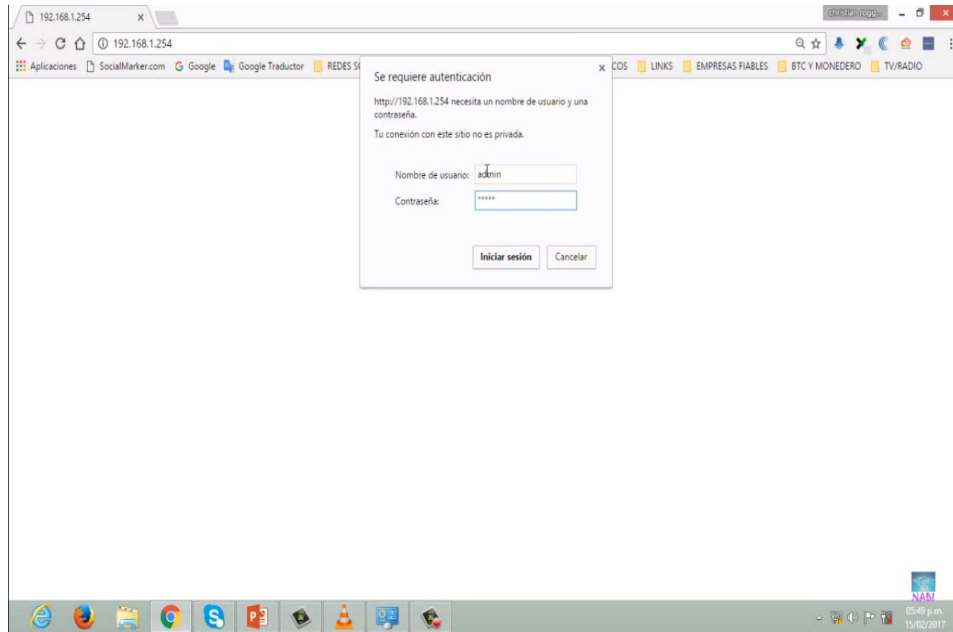 192.168.1.254
192.168.1.254
Aplicaciones SocialMarker.com Google Google Traductor REDES COS LINKS EMPRESAS FIABLES BTC Y MONEDERO TV/RADIO
Se requiere autenticación
http://192.168.1.254 necesita un nombre de usuario y una
contraseña.
Tu conexión con este sitio no es privada.
Nombre de usuario: admin
Contraseña: *****
Iniciar sesión Cancelar
NABI
05:49 p.m.
15/02/2017